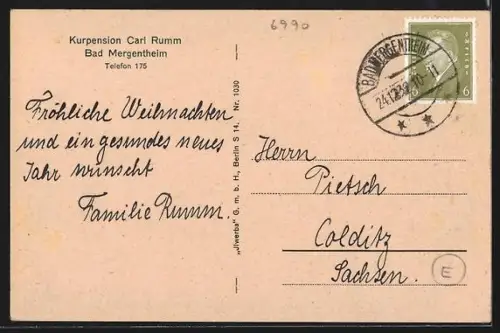 6990
Kurpension Carl Rumm
Bad Mergentheim
Telefon 175
Fröhliche Weihnachten
und ein gesundes neues
Jahr wünscht
Familie Rumm.
"Jfwerba" G. m. b. H., Berlin S 14. Nr. 1030
BAD MERGENTHEIM
6
Herrn
Pietsch
Colditz
Sachsen.
E